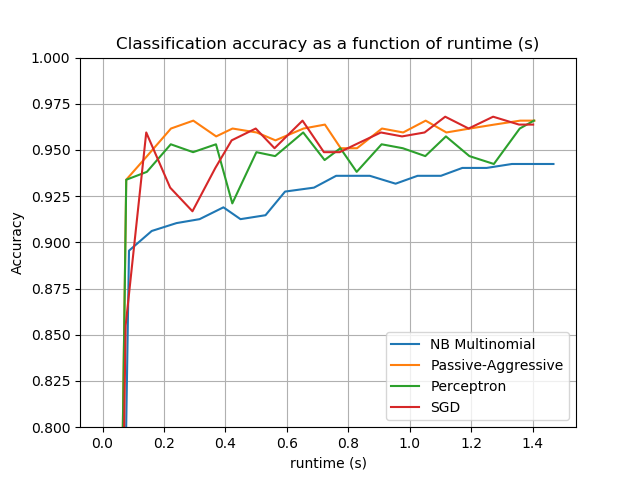 Classification accuracy as a function of runtime (s)
1.000
0.975
0.950
0.925
0.900
0.875
0.850
0.825
0.800
Accuracy
NB Multinomial
Passive-Aggressive
Perceptron
SGD
0.0 0.2 0.4 0.6 0.8 1.0 1.2 1.4
runtime (s)